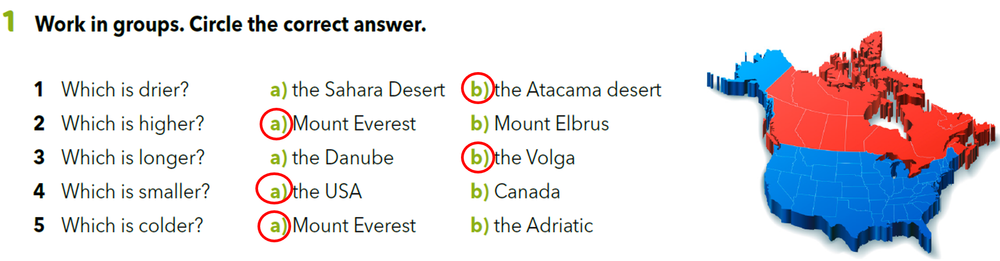 1 Work in groups. Circle the correct answer.
1 Which is drier? a) the Sahara Desert b) the Atacama desert
2 Which is higher? a) Mount Everest b) Mount Elbrus
3 Which is longer? a) the Danube b) the Volga
4 Which is smaller? a) the USA b) Canada
5 Which is colder? a) Mount Everest b) the Adriatic